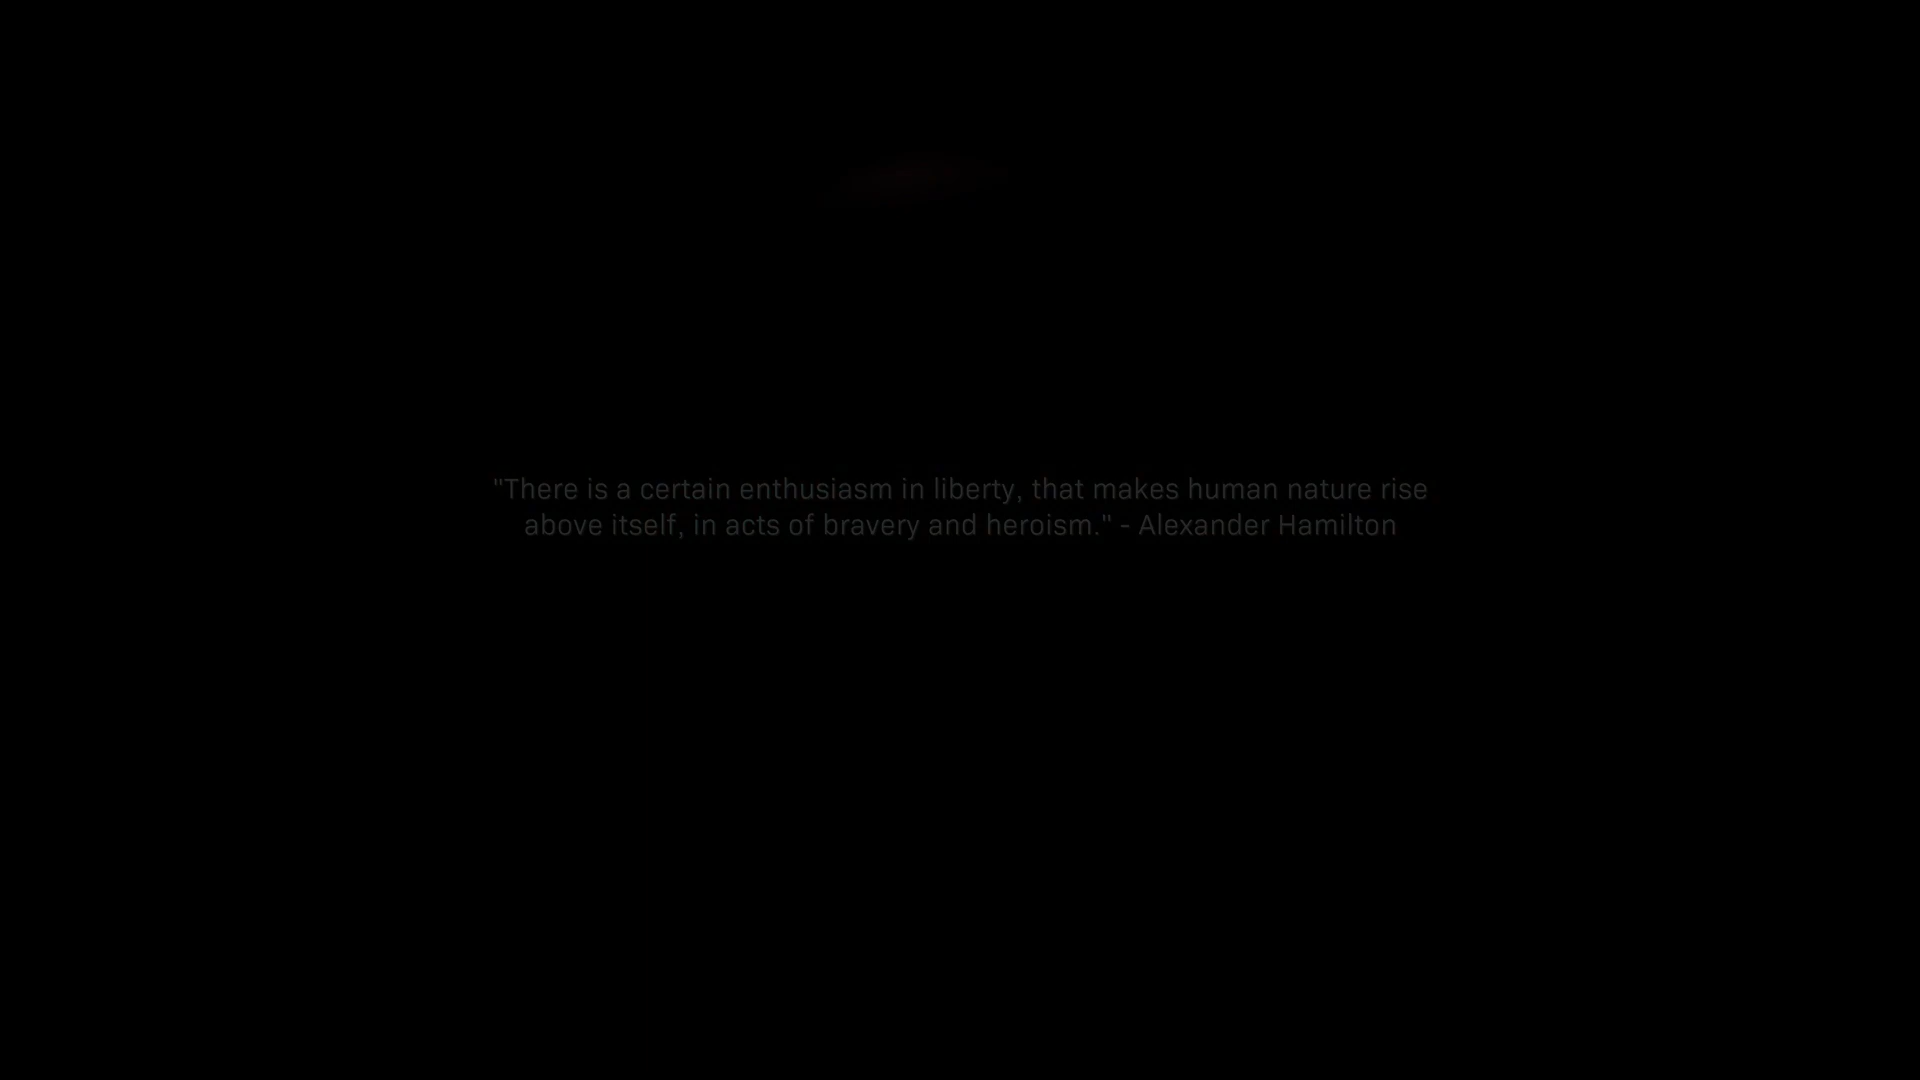 "There is a certain enthusiasm in liberty, that makes human nature rise
above itself, in acts of bravery and heroism." - Alexander Hamilton